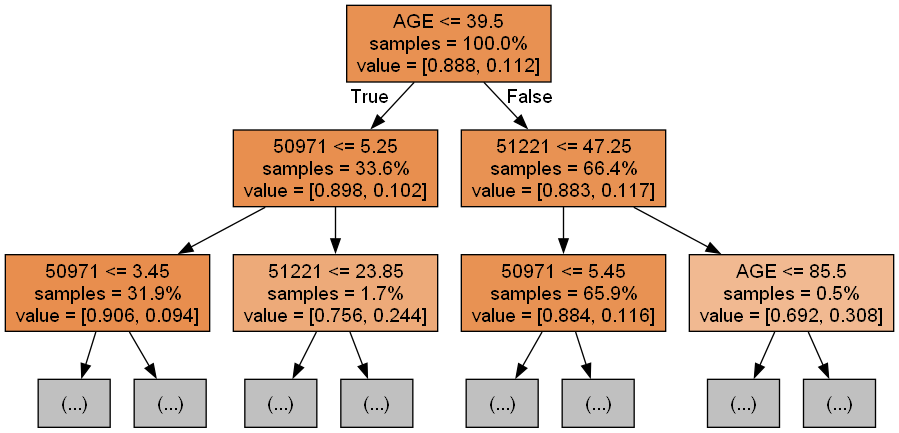 AGE <= 39.5
samples = 100.0%
value = [0.888, 0.112]
True
False
50971 <= 5.25
samples = 33.6%
value = [0.898, 0.102]
51221 <= 47.25
samples = 66.4%
value = [0.883, 0.117]
50971 <= 3.45
samples = 31.9%
value = [0.906, 0.094]
51221 <= 23.85
samples = 1.7%
value = [0.756, 0.244]
50971 <= 5.45
samples = 65.9%
value = [0.884, 0.116]
AGE <= 85.5
samples = 0.5%
value = [0.692, 0.308]
(...)
(...)
(...)
(...)
(...)
(...)
(...)
(...)